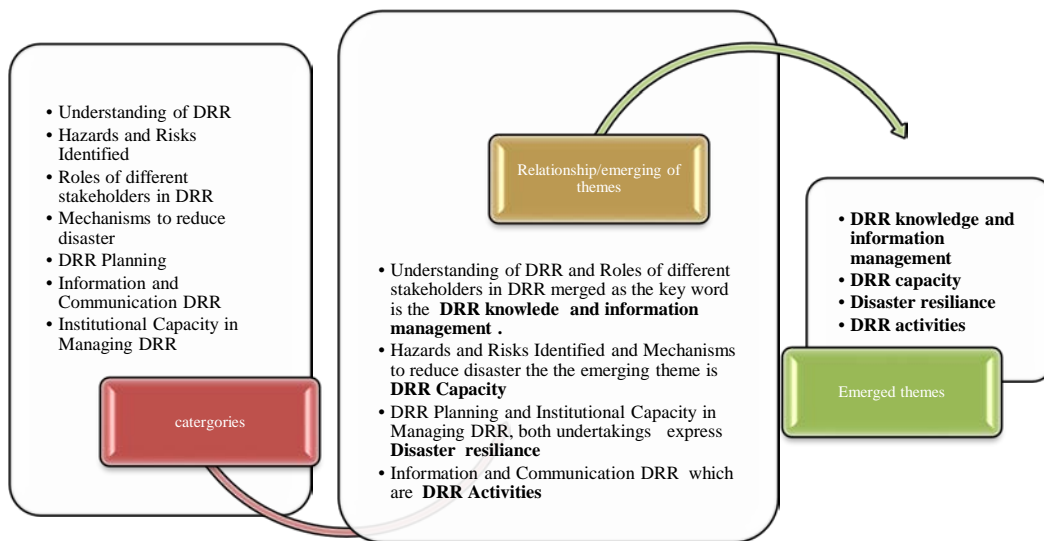 • Understanding of DRR
• Hazards and Risks
Identified
• Roles of different
stakeholders in DRR
• Mechanisms to reduce
disaster
• DRR Planning
• Information and
Communication DRR
• Institutional Capacity in
Managing DRR
catergories
Relationship/emerging of
themes
• Understanding of DRR and Roles of different
stakeholders in DRR merged as the key word
is the DRR knowlede and information
management .
• Hazards and Risks Identified and Mechanisms
to reduce disaster the the emerging theme is
DRR Capacity
• DRR Planning and Institutional Capacity in
Managing DRR, both undertakings express
Disaster resiliance
• Information and Communication DRR which
are DRR Activities
• DRR knowledge and
information
management
• DRR capacity
• Disaster resiliance
• DRR activities
Emerged themes